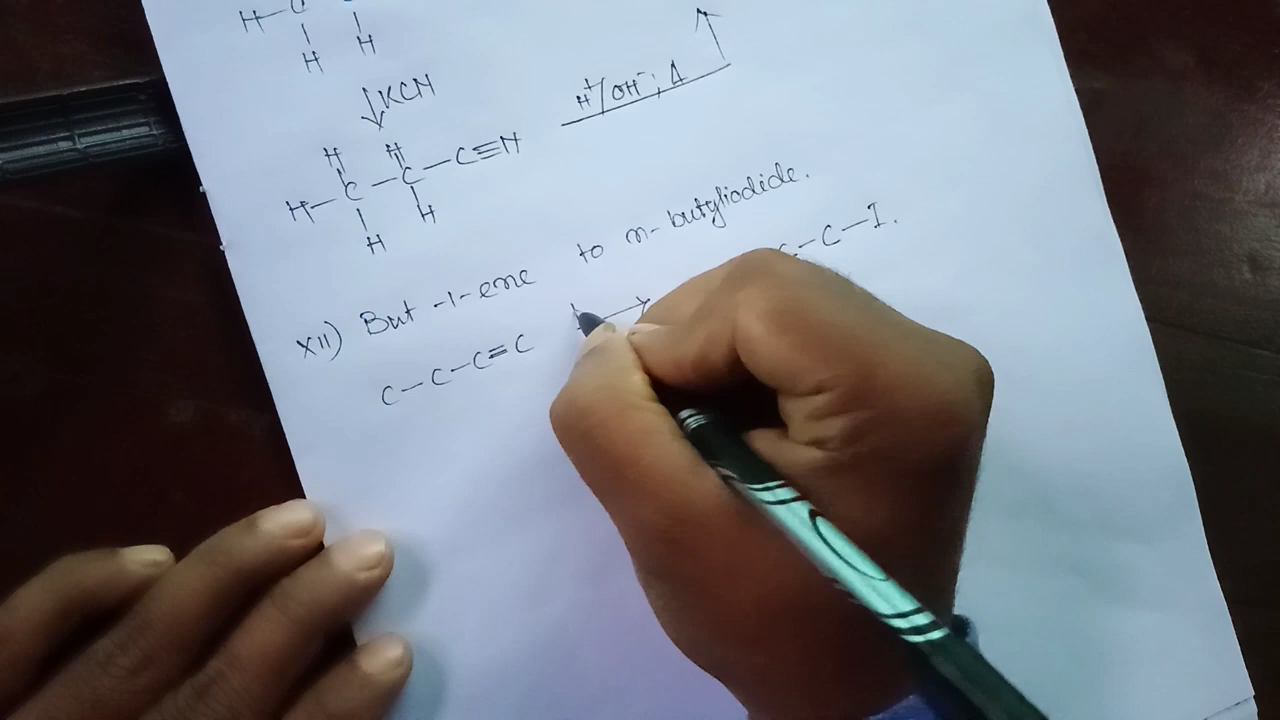 H–C
H H
↓KCN
H⁺/OH⁻; Δ
H H
H–C–C–C≡N
H H
XII) But-1-ene to n-butyliodide.
C–C–C=C → C–C–I.